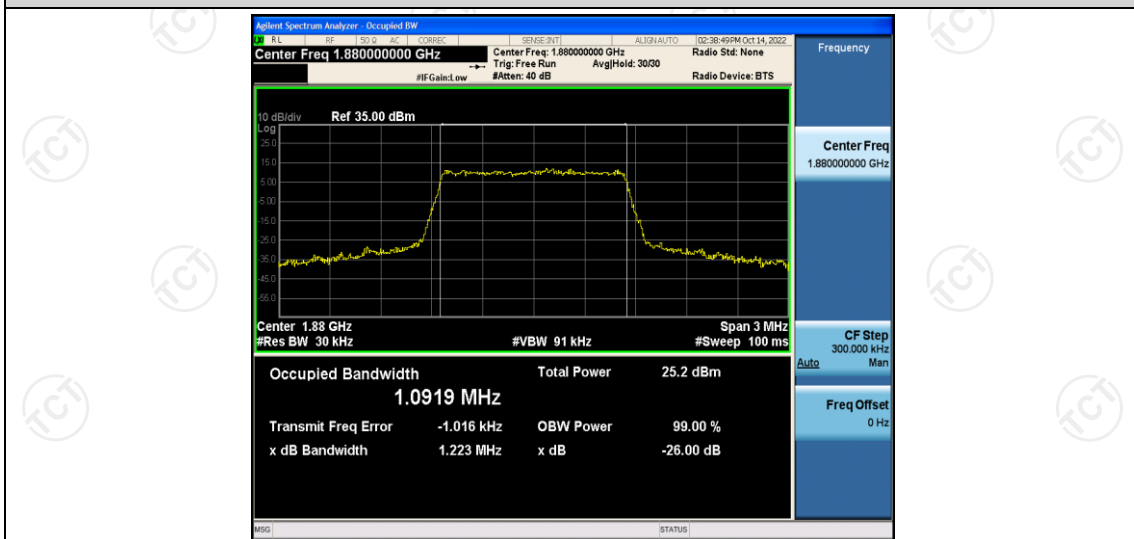 Agilent Spectrum Analyzer - Occupied BW
RL RF 50 Ω AC CORREC SENSE:INT ALIGN AUTO 02:38:49PM Oct 14, 2022
Center Freq 1.880000000 GHz
Center Freq: 1.880000000 GHz
Radio Std: None
Trig: Free Run Avg|Hold: 30/30
#IFGain:Low #Atten: 40 dB Radio Device: BTS
10 dB/div Ref 35.00 dBm
Log
25.0
15.0
5.00
-5.00
-15.0
-25.0
-35.0
-45.0
-55.0
Center 1.88 GHz Span 3 MHz
#Res BW 30 kHz #VBW 91 kHz #Sweep 100 ms
Occupied Bandwidth Total Power 25.2 dBm
1.0919 MHz
Transmit Freq Error -1.016 kHz OBW Power 99.00 %
x dB Bandwidth 1.223 MHz x dB -26.00 dB
MSG STATUS
Frequency
Center Freq
1.880000000 GHz
CF Step
300.000 kHz
Auto Man
Freq Offset
0 Hz
TCT
TCT
TCT
TCT
TCT
TCT